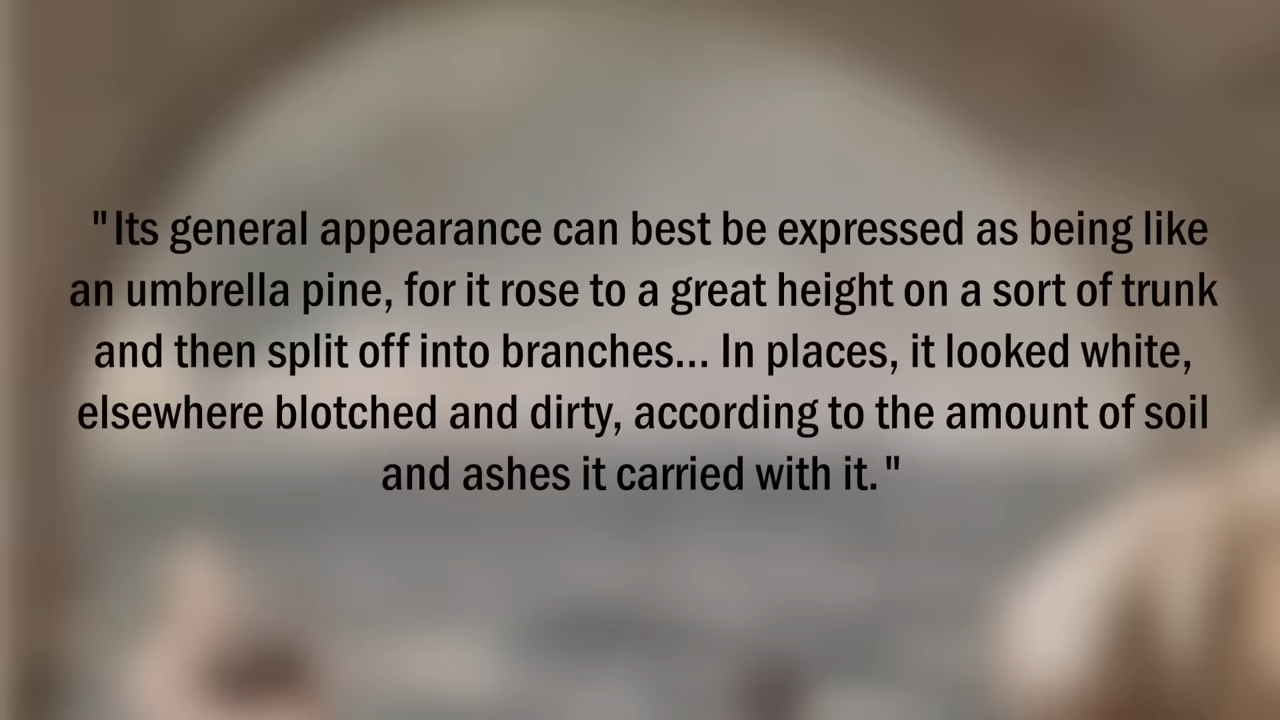 "Its general appearance can best be expressed as being like
an umbrella pine, for it rose to a great height on a sort of trunk
and then split off into branches... In places, it looked white,
elsewhere blotched and dirty, according to the amount of soil
and ashes it carried with it."